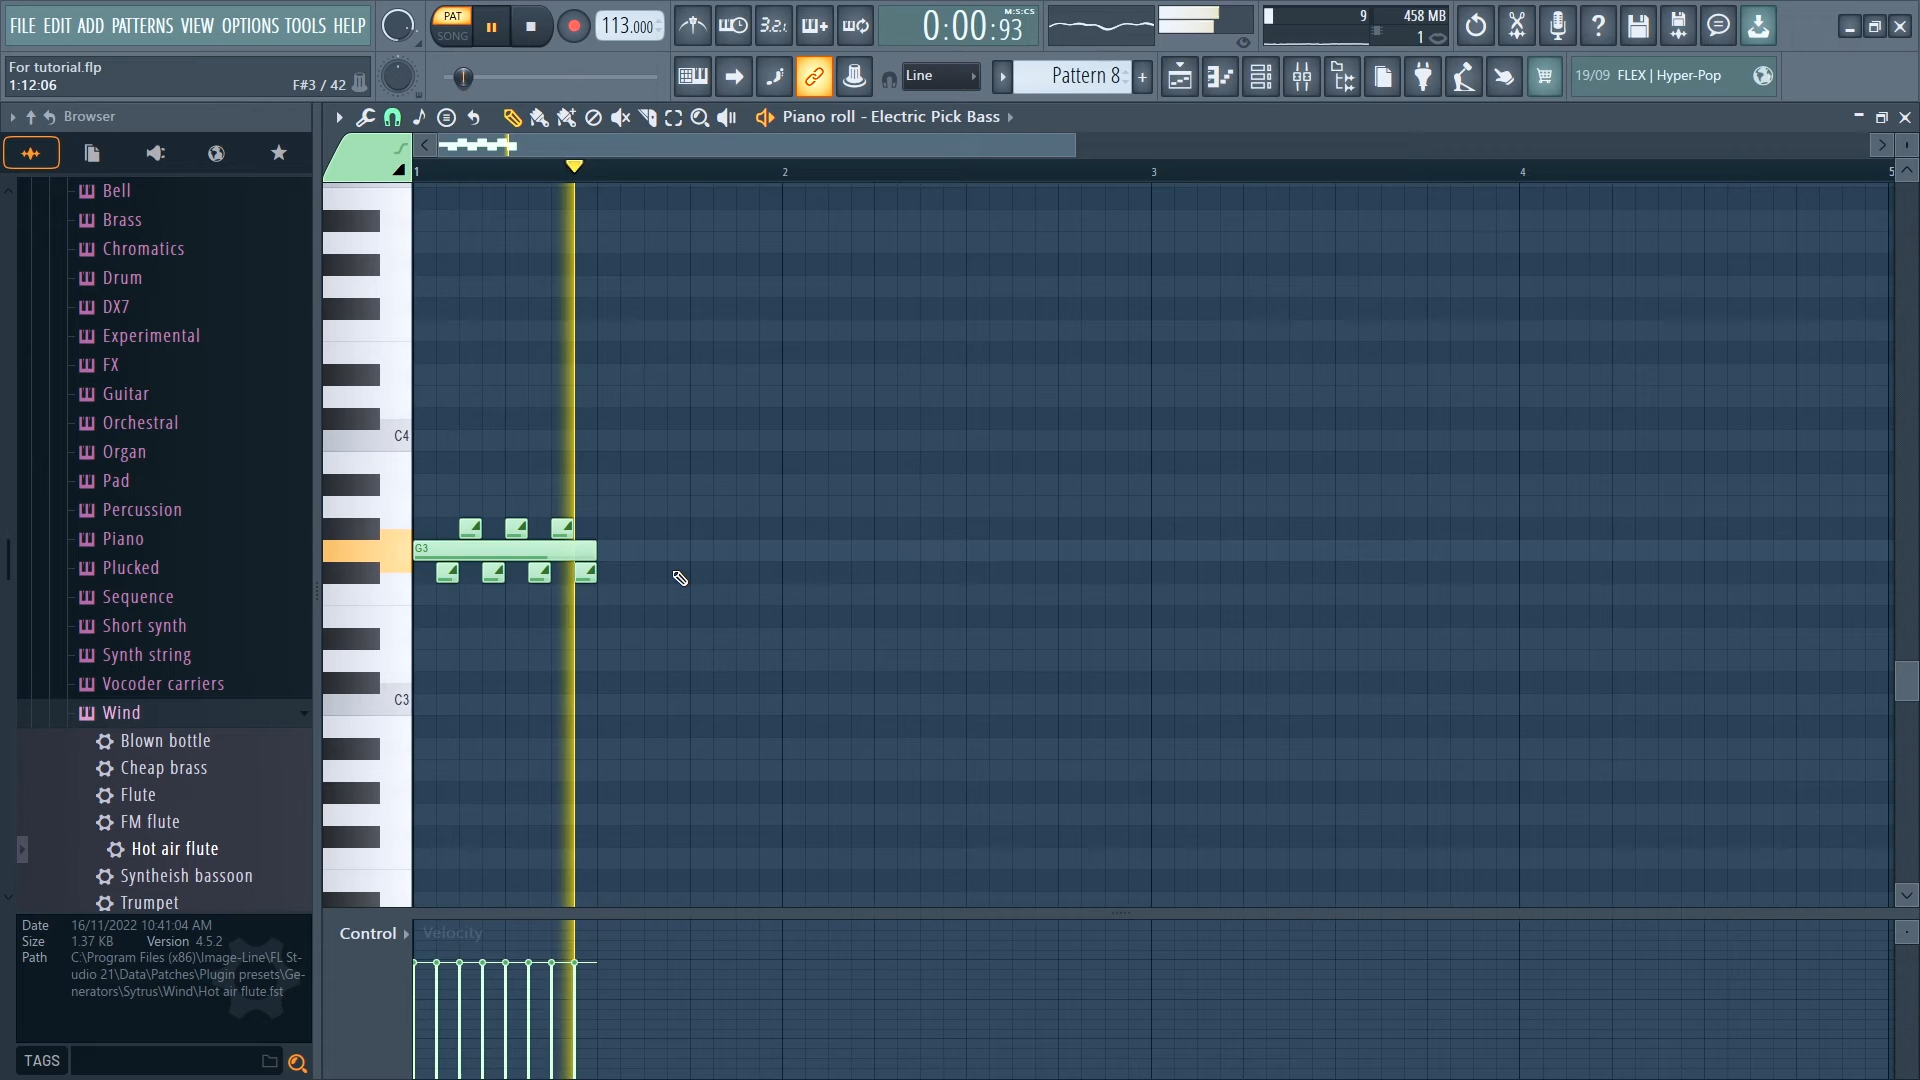 FILE EDIT ADD PATTERNS VIEW OPTIONS TOOLS HELP
PAT
SONG
113.000
3.2.
0:00:93
M:S:CS
9
458 MB
1
For tutorial.flp
1:12:06
F#3 / 42
Line
Pattern 8
19/09 FLEX | Hyper-Pop
Browser
Piano roll - Electric Pick Bass
1
2
3
4
5
Bell
Brass
Chromatics
Drum
DX7
Experimental
FX
Guitar
Orchestral
Organ
Pad
Percussion
Piano
Plucked
Sequence
Short synth
Synth string
Vocoder carriers
Wind
Blown bottle
Cheap brass
Flute
FM flute
Hot air flute
Syntheish bassoon
Trumpet
C4
G3
C3
Date 16/11/2022 10:41:04 AM
Size 1.37 KB Version 4.5.2
Path C:\Program Files (x86)\Image-Line\FL St-
udio 21\Data\Patches\Plugin presets\Ge-
nerators\Sytrus\Wind\Hot air flute.fst
TAGS
Control
Velocity